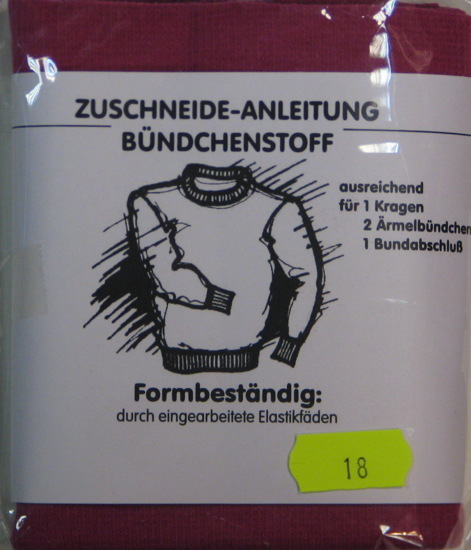 ZUSCHNEIDE-ANLEITUNG
BÜNDCHENSTOFF
ausreichend
für 1 Kragen
2 Ärmelbündchen
1 Bundabschluß
Formbeständig:
durch eingearbeitete Elastikfäden
18